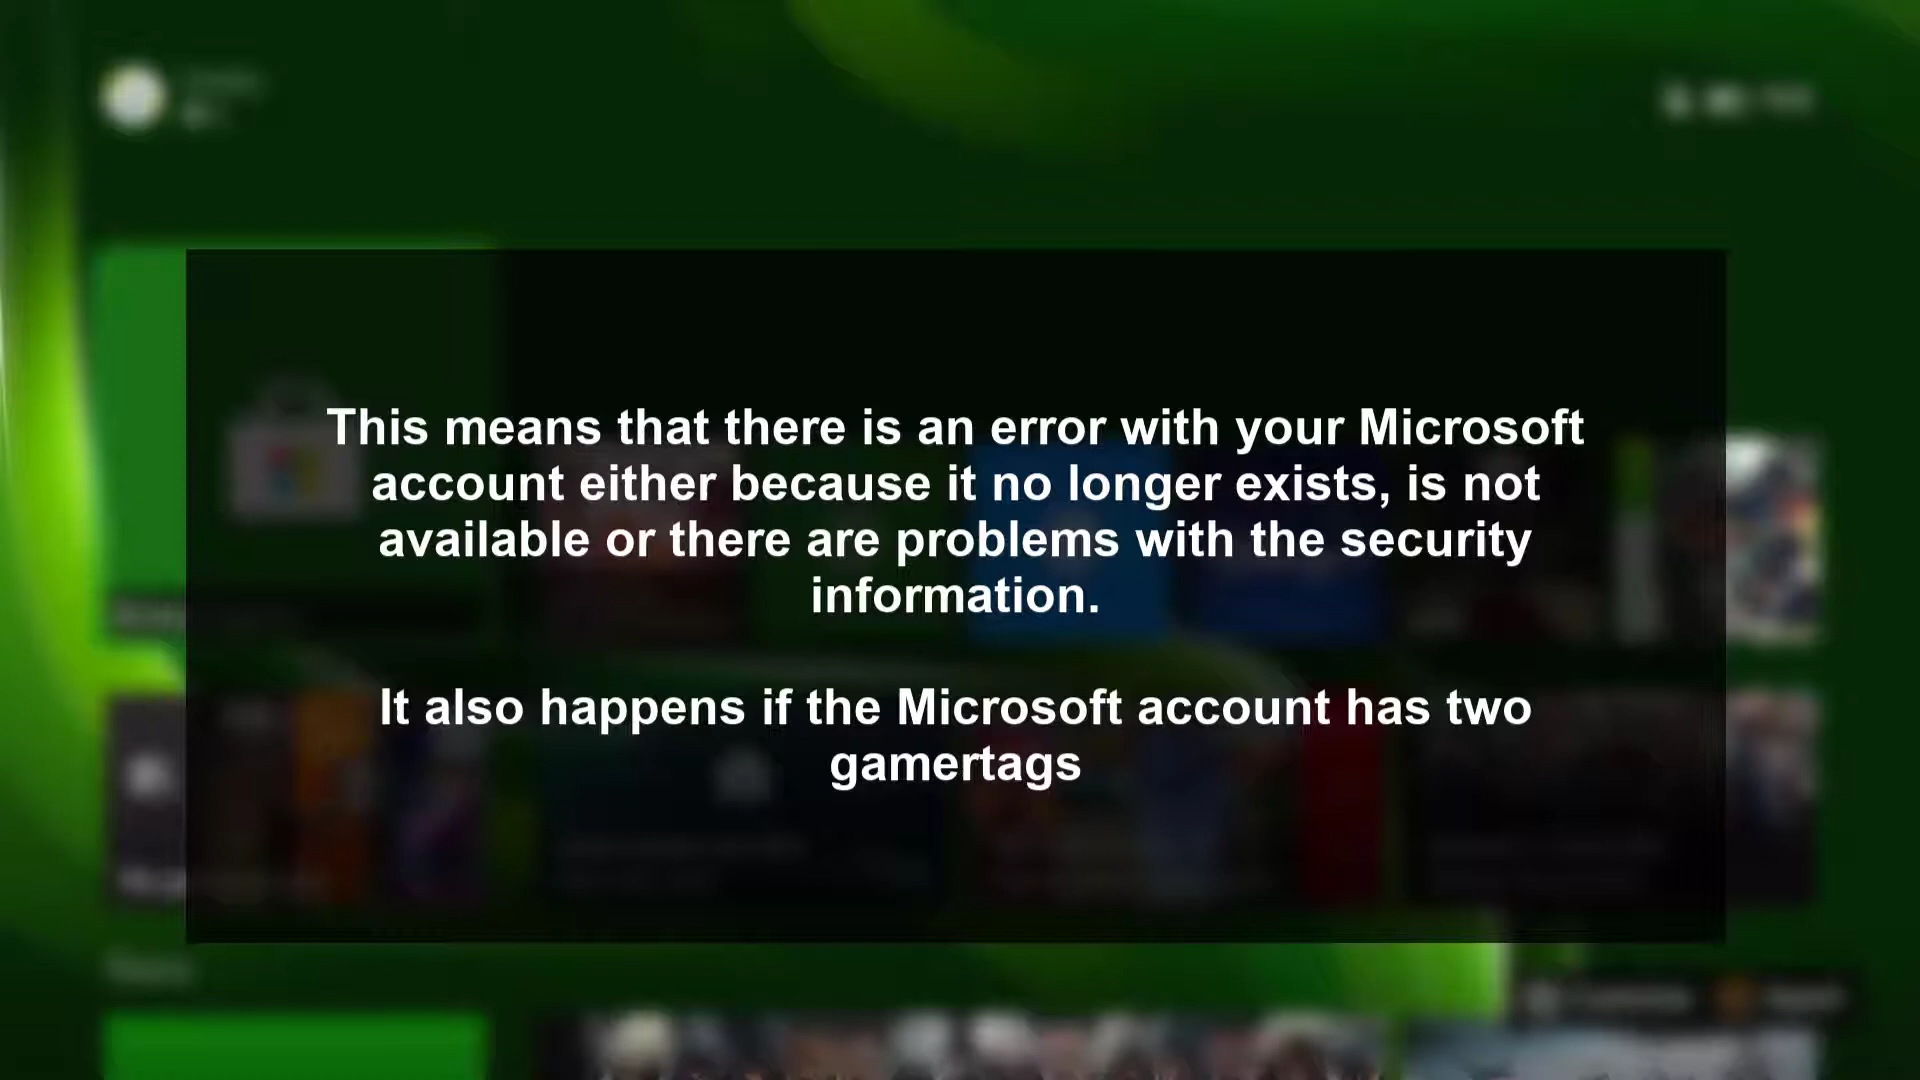 This means that there is an error with your Microsoft
account either because it no longer exists, is not
available or there are problems with the security
information.
It also happens if the Microsoft account has two
gamertags